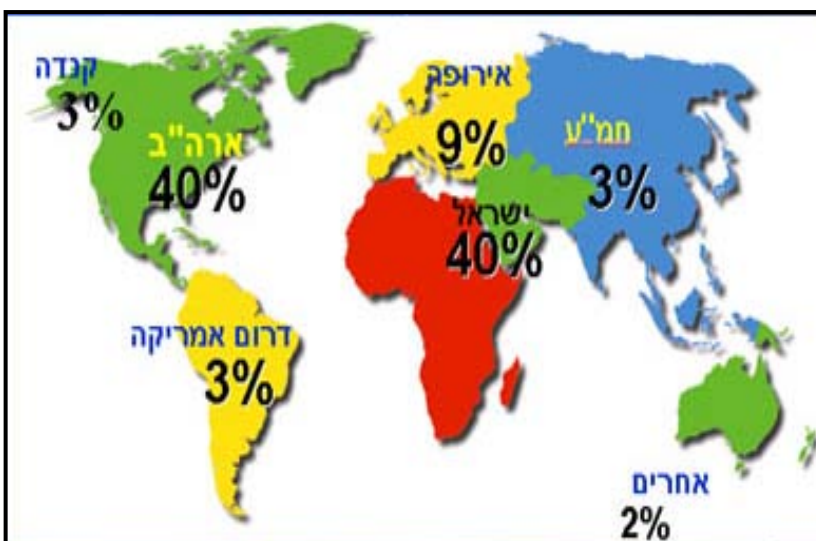 קנדה
3%
ארה"ב
40%
אירופה
9%
חמ''ע
3%
ישראל
40%
דרום אמריקה
3%
אחרים
2%